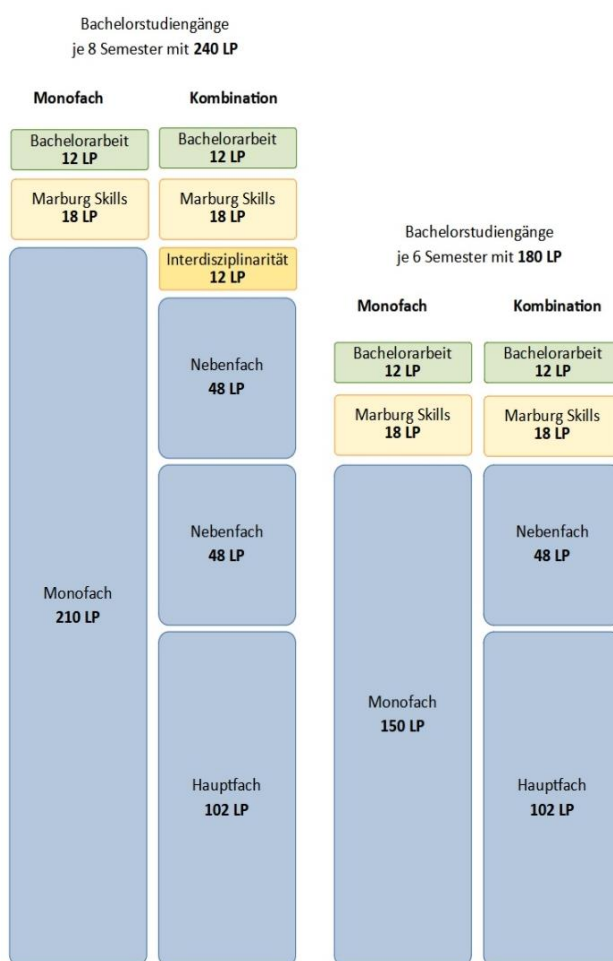 Bachelorstudiengänge
je 8 Semester mit 240 LP
Monofach
Kombination
Bachelorarbeit
12 LP
Bachelorarbeit
12 LP
Marburg Skills
18 LP
Marburg Skills
18 LP
Interdisziplinarität
12 LP
Nebenfach
48 LP
Nebenfach
48 LP
Monofach
210 LP
Hauptfach
102 LP
Bachelorstudiengänge
je 6 Semester mit 180 LP
Monofach
Kombination
Bachelorarbeit
12 LP
Bachelorarbeit
12 LP
Marburg Skills
18 LP
Marburg Skills
18 LP
Nebenfach
48 LP
Monofach
150 LP
Hauptfach
102 LP